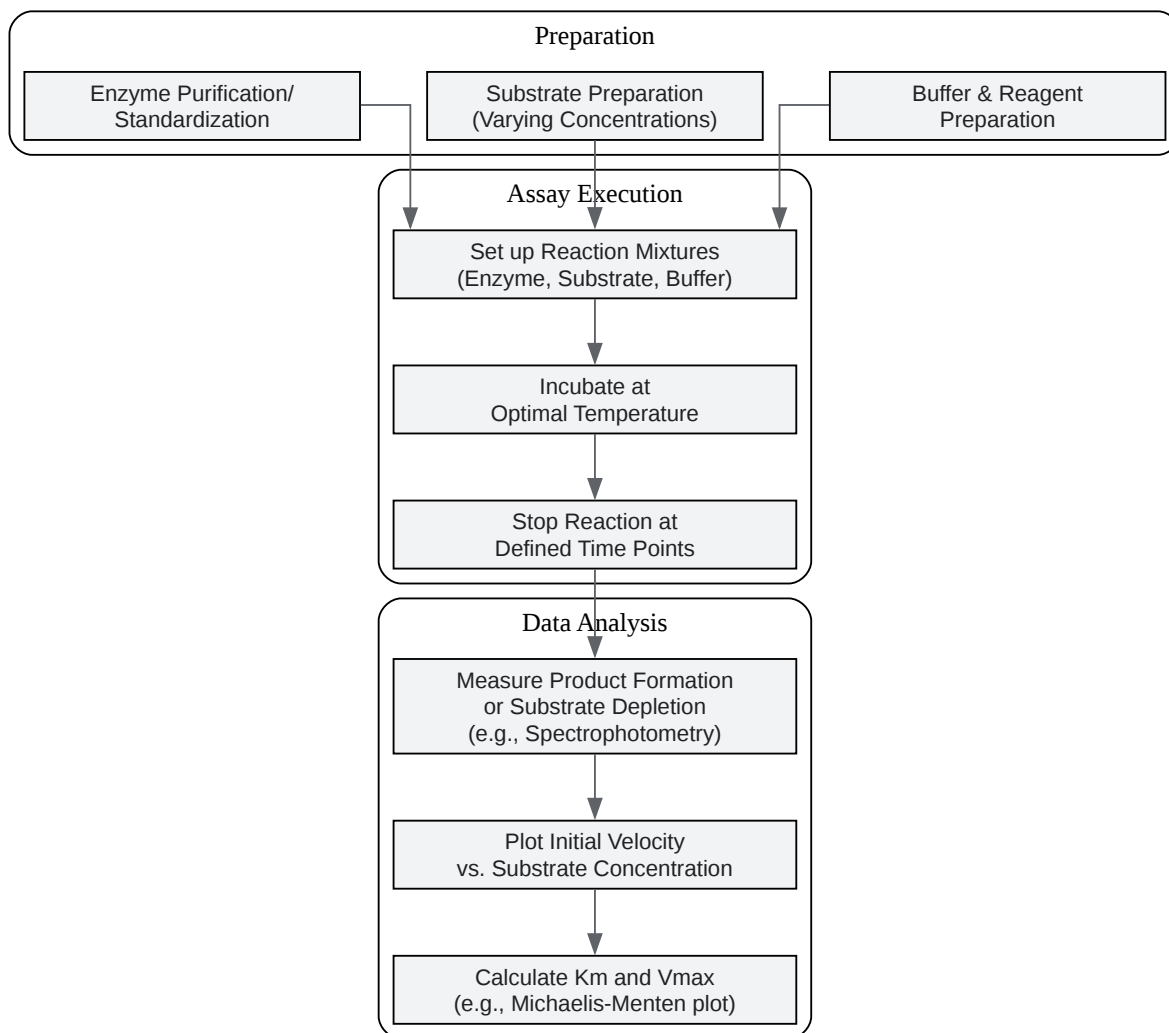 Preparation
Enzyme Purification/
Standardization
Substrate Preparation
(Varying Concentrations)
Buffer & Reagent
Preparation
Assay Execution
Set up Reaction Mixtures
(Enzyme, Substrate, Buffer)
Incubate at
Optimal Temperature
Stop Reaction at
Defined Time Points
Data Analysis
Measure Product Formation
or Substrate Depletion
(e.g., Spectrophotometry)
Plot Initial Velocity
vs. Substrate Concentration
Calculate Km and Vmax
(e.g., Michaelis-Menten plot)